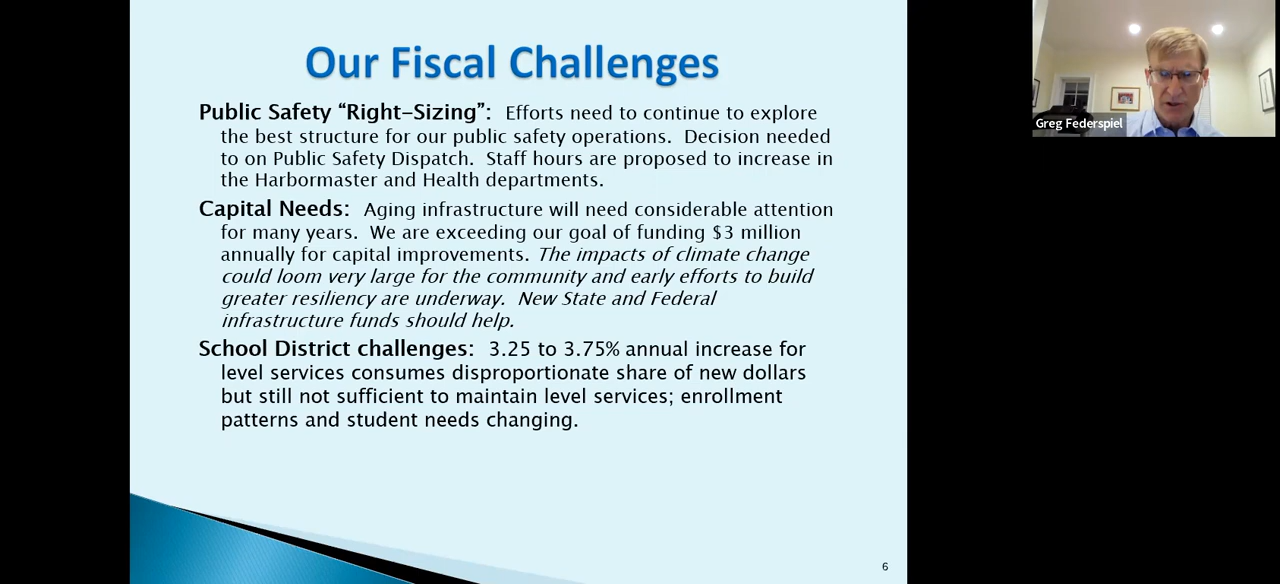 Our Fiscal Challenges
Public Safety “Right-Sizing”: Efforts need to continue to explore
the best structure for our public safety operations. Decision needed
to on Public Safety Dispatch. Staff hours are proposed to increase in
the Harbormaster and Health departments.
Capital Needs: Aging infrastructure will need considerable attention
for many years. We are exceeding our goal of funding $3 million
annually for capital improvements. The impacts of climate change
could loom very large for the community and early efforts to build
greater resiliency are underway. New State and Federal
infrastructure funds should help.
School District challenges: 3.25 to 3.75% annual increase for
level services consumes disproportionate share of new dollars
but still not sufficient to maintain level services; enrollment
patterns and student needs changing.
6
Greg Federspiel